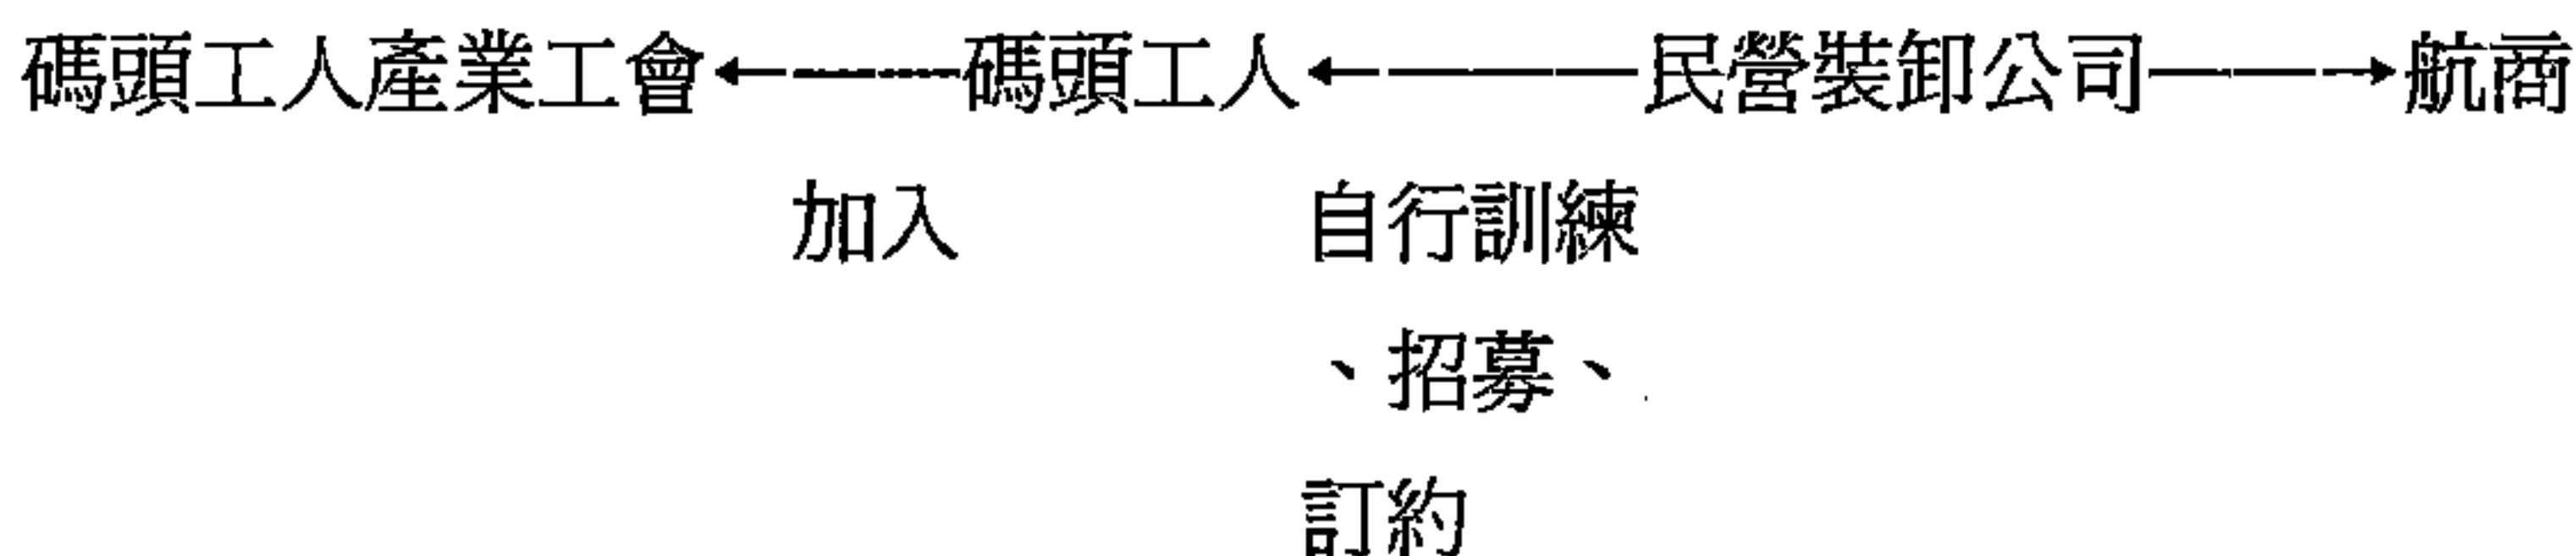 碼頭工人產業工會←-----碼頭工人←————民營裝卸公司———→航商
加入 自行訓練
、招募、
訂約